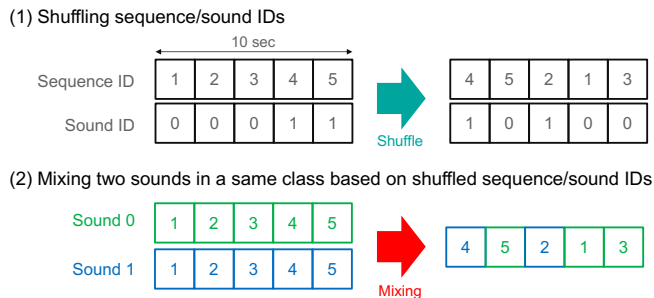 (1) Shuffling sequence/sound IDs
10 sec
Sequence ID 1 2 3 4 5 4 5 2 1 3
Sound ID 0 0 0 1 1 1 0 1 0 0
Shuffle
(2) Mixing two sounds in a same class based on shuffled sequence/sound IDs
Sound 0 1 2 3 4 5
4 5 2 1 3
Sound 1 1 2 3 4 5
Mixing